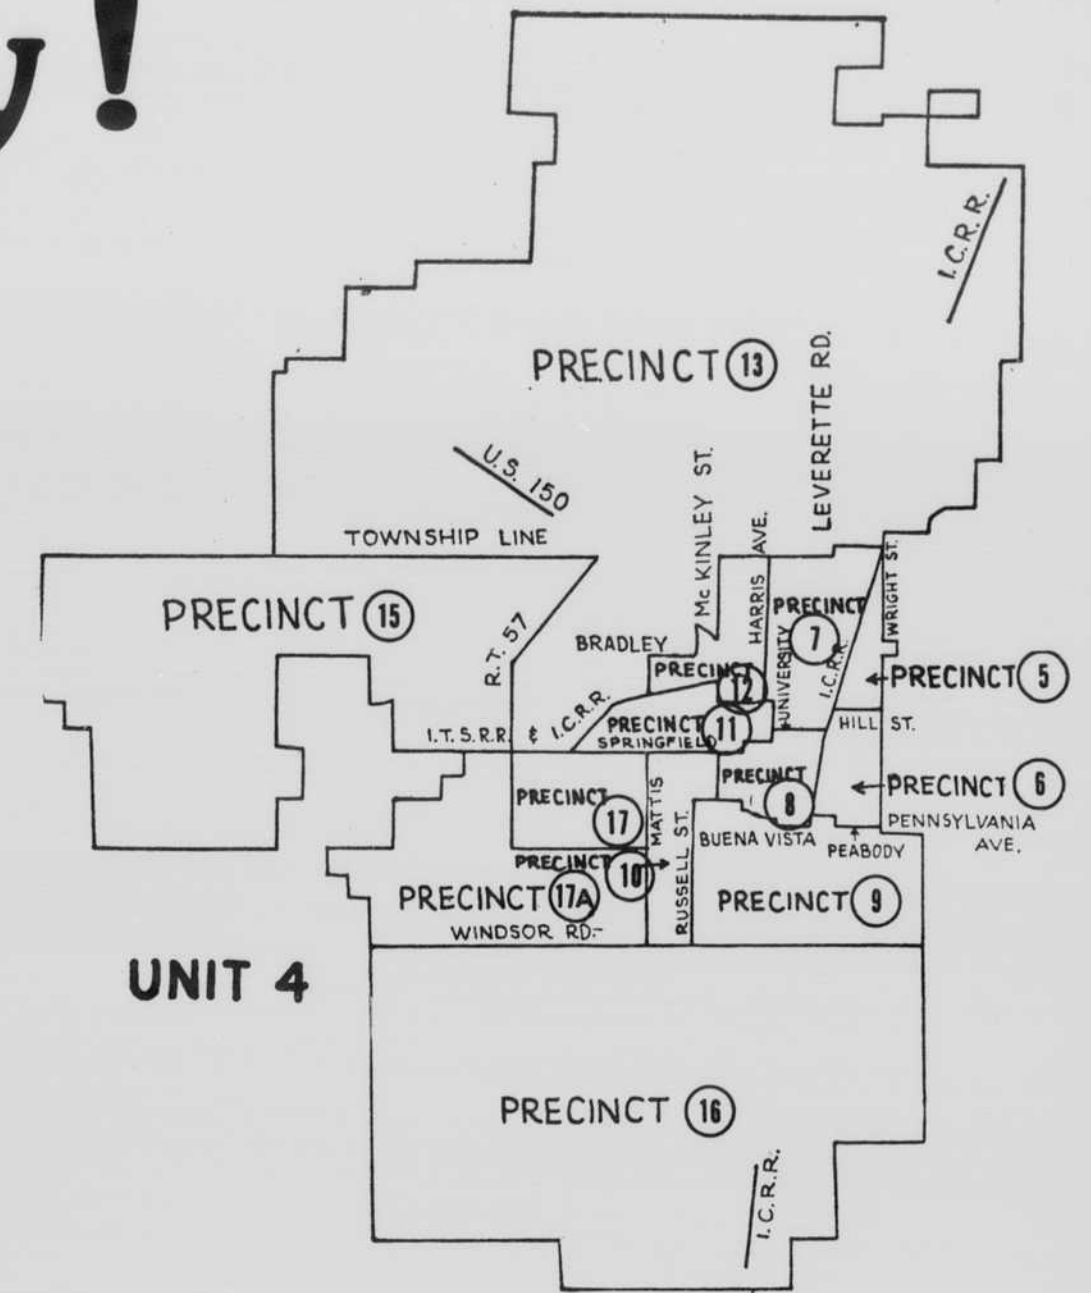 y!
I.C.R.R.
PRECINCT 13
LEVERETTE RD.
U.S. 150
McKINLEY ST.
TOWNSHIP LINE
HARRIS AVE.
WRIGHT ST.
PRECINCT 15
PRECINCT 7
R.T. 57
BRADLEY
UNIVERSITY
I.C.R.R.
PRECINCT 12
PRECINCT 5
I.T.S.R.R. & I.C.R.R.
PRECINCT 11
SPRINGFIELD
HILL ST.
PRECINCT 17
MATTIS
RUSSELL ST.
PRECINCT 8
PRECINCT 6
BUENA VISTA
PEABODY
PENNSYLVANIA AVE.
PRECINCT 10
PRECINCT 17A
PRECINCT 9
WINDSOR RD.-
UNIT 4
PRECINCT 16
I.C.R.R.